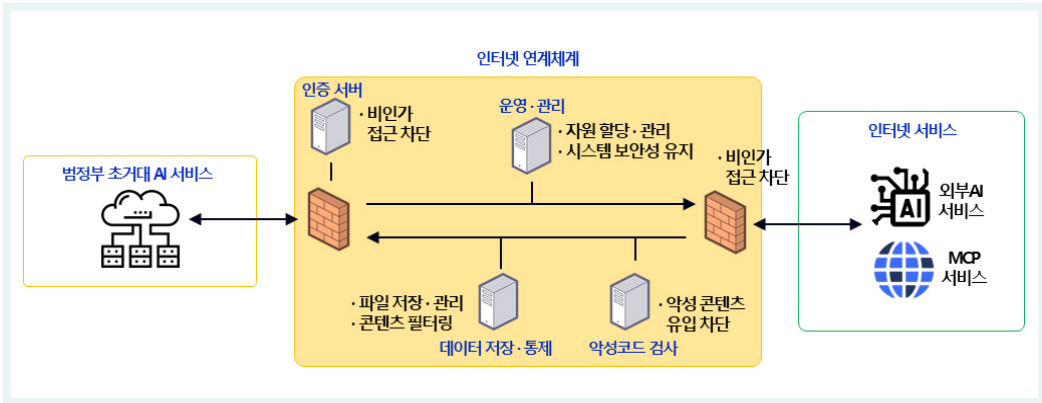 인터넷 연계체계
인증 서버
· 비인가
접근 차단
운영 · 관리
· 자원 할당 · 관리
· 시스템 보안성 유지
· 비인가
접근 차단
범정부 초거대 AI 서비스
인터넷 서비스
AI
외부AI
서비스
MCP
서비스
· 파일 저장 · 관리
· 콘텐츠 필터링
데이터 저장 · 통제
· 악성 콘텐츠
유입 차단
악성코드 검사